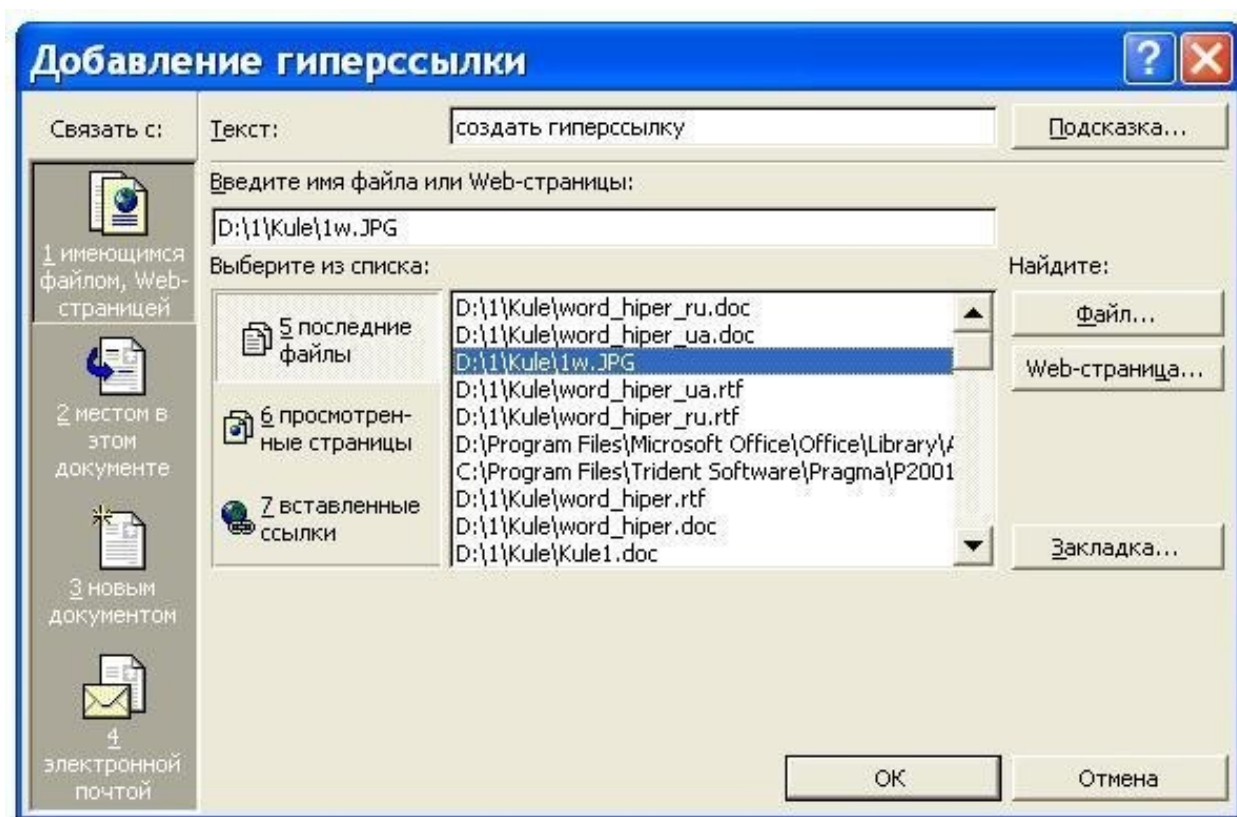 Добавление гиперссылки
Связать с:
Текст:
создать гиперссылку
Подсказка...
Введите имя файла или Web-страницы:
D:\1\Kule\1w.JPG
1 имеющимся
файлом, Web-
страницей
2 местом в
этом
документе
3 новым
документом
4
электронной
почтой
Выберите из списка:
5 последние
файлы
6 просмотрен-
ные страницы
7 вставленные
ссылки
D:\1\Kule\word_hiper_ru.doc
D:\1\Kule\word_hiper_ua.doc
D:\1\Kule\1w.JPG
D:\1\Kule\word_hiper_ua.rtf
D:\1\Kule\word_hiper_ru.rtf
D:\Program Files\Microsoft Office\Office\Library\
C:\Program Files\Trident Software\Pragma\P2001
D:\1\Kule\word_hiper.rtf
D:\1\Kule\word_hiper.doc
D:\1\Kule\Kule1.doc
Найдите:
Файл...
Web-страница...
Закладка...
ОК
Отмена